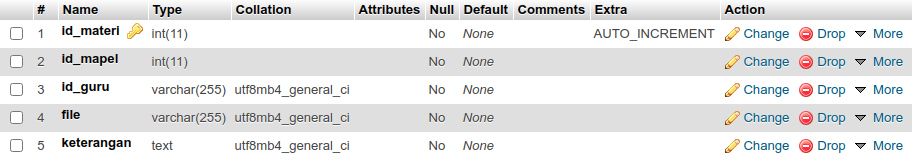 # Name Type Collation Attributes Null Default Comments Extra Action
1 Id_materi int(11) No None AUTO_INCREMENT Change Drop More
2 Id_mapel int(11) No None Change Drop More
3 Id_guru varchar(255) utf8mb4_general_ci No None Change Drop More
4 file varchar(255) utf8mb4_general_ci No None Change Drop More
5 keterangan text utf8mb4_general_ci No None Change Drop More